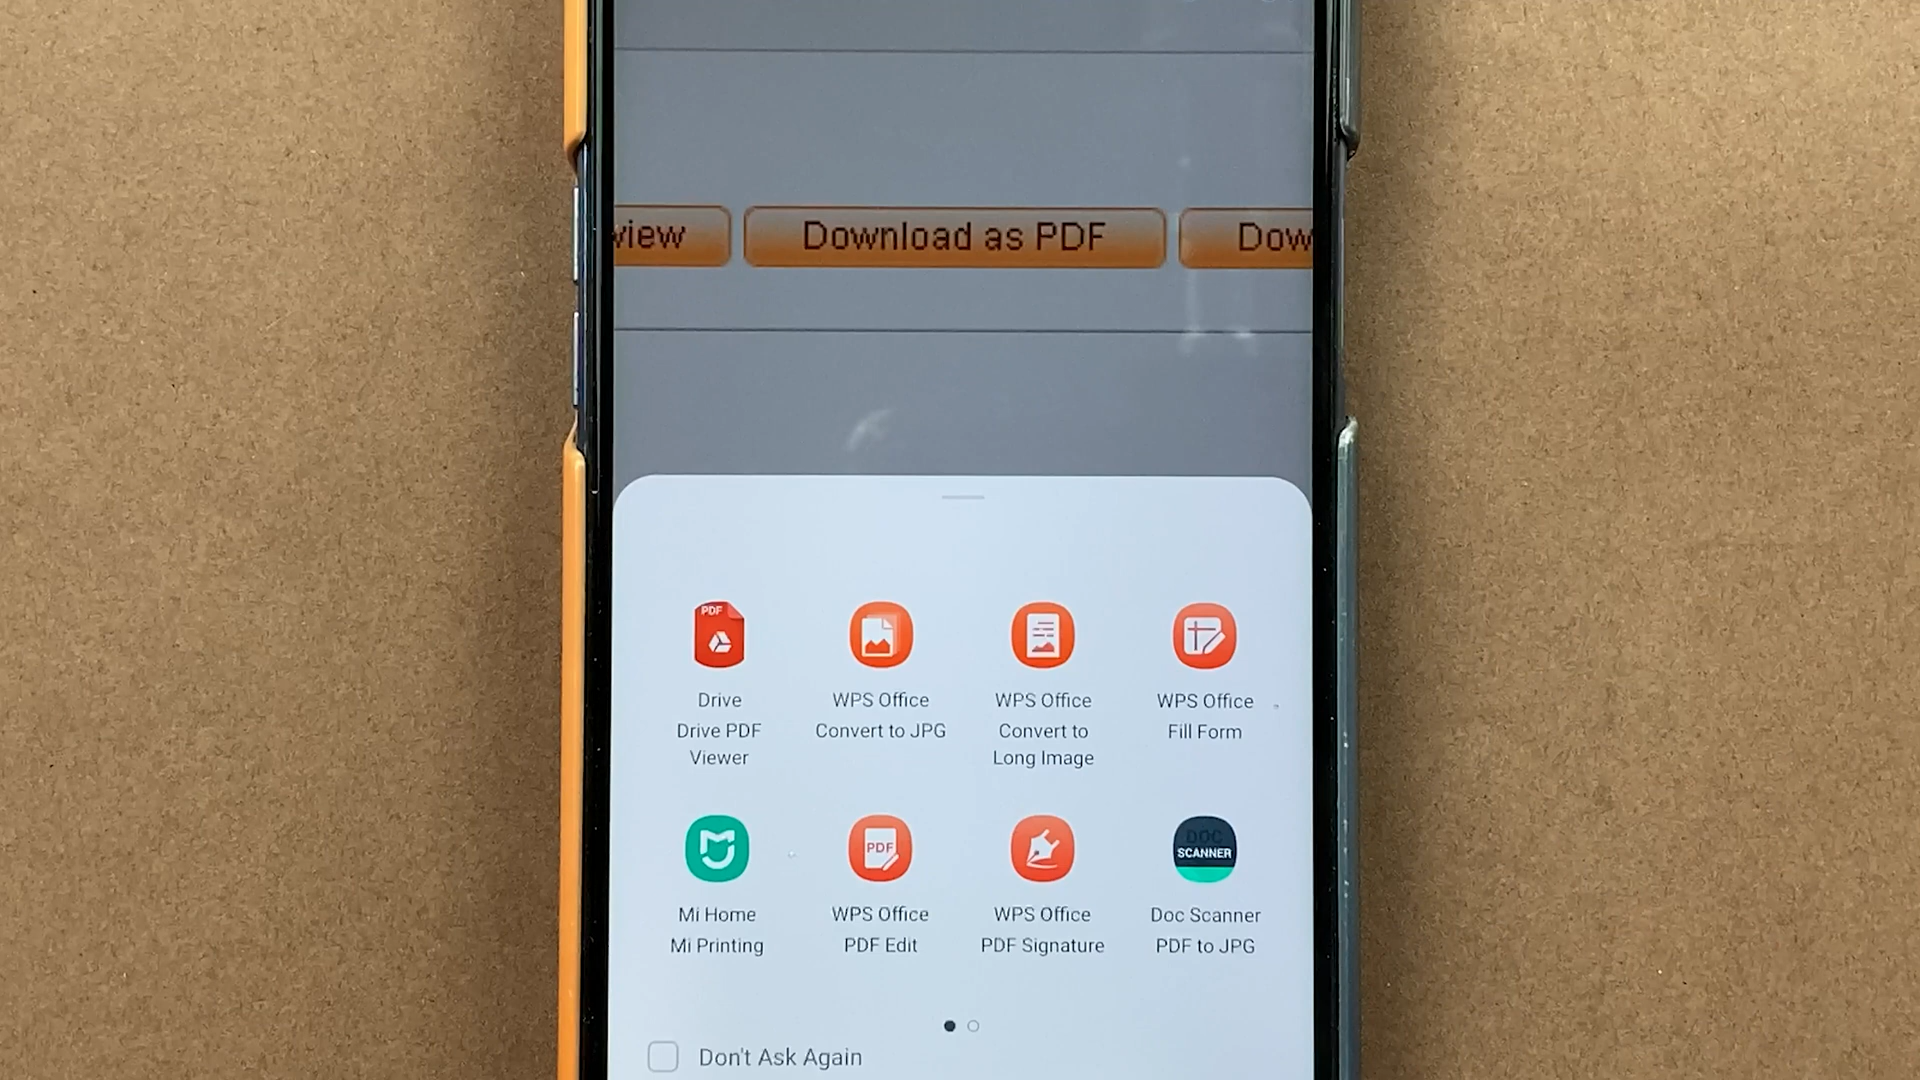 view
Download as PDF
Dow
PDF
Drive
Drive PDF
Viewer
WPS Office
Convert to JPG
WPS Office
Convert to
Long Image
WPS Office
Fill Form
Mi Home
Mi Printing
PDF
WPS Office
PDF Edit
WPS Office
PDF Signature
DOC
SCANNER
Doc Scanner
PDF to JPG
Don't Ask Again